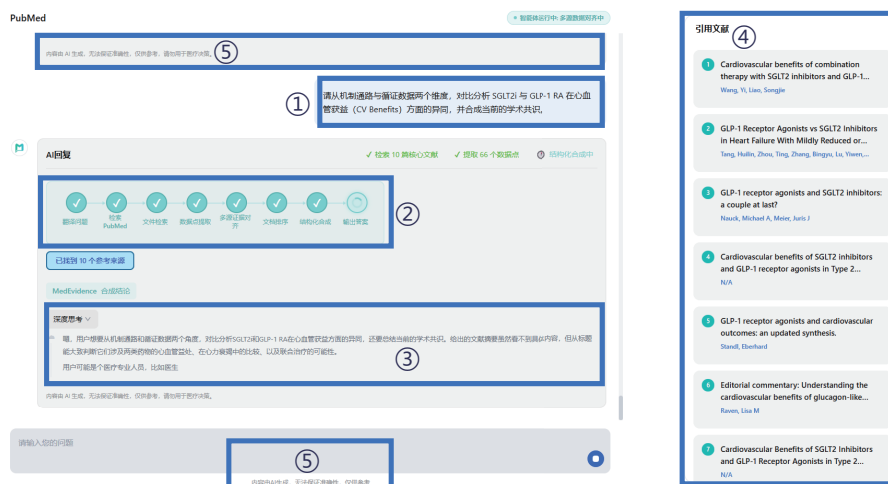 PubMed
智能体运行中: 多源数据对齐中
内容由 AI 生成，无法保证准确性，仅供参考，请勿用于医疗决策。
⑤
①
请从机制通路与循证数据两个维度，对比分析 SGLT2i 与 GLP-1 RA 在心血
管获益（CV Benefits）方面的异同，并合成当前的学术共识。
AI回复
✓ 检索 10 篇核心文献
✓ 提取 66 个数据点
结构化合成中
翻译问题
检索
PubMed
文件检索
数据点提取
多源证据对
齐
文档排序
结构化合成
输出答案
②
已找到 10 个参考来源
MedEvidence 合成结论
深度思考
嗯，用户想要从机制通路和循证数据两个角度，对比分析SGLT2i和GLP-1 RA在心血管获益方面的异同，还要总结当前的学术共识。给出的文献摘要虽然看不到具体内容，但从标题
能大致判断它们涉及两类药物的心血管益处、在心力衰竭中的比较，以及联合治疗的可能性。
用户可能是个医疗专业人员，比如医生
③
内容由 AI 生成，无法保证准确性，仅供参考，请勿用于医疗决策。
请输入您的问题
⑤
内容由AI生成，无法保证准确性，仅供参考
引用文献
④
1 Cardiovascular benefits of combination
therapy with SGLT2 inhibitors and GLP-1...
Wang, Yi, Liao, Songjie
2 GLP-1 Receptor Agonists vs SGLT2 Inhibitors
in Heart Failure With Mildly Reduced or...
Tang, Huilin, Zhou, Ting, Zhang, Bingyu, Lu, Yiwen,...
3 GLP-1 receptor agonists and SGLT2 inhibitors:
a couple at last?
Nauck, Michael A, Meier, Juris J
4 Cardiovascular benefits of SGLT2 inhibitors
and GLP-1 receptor agonists in Type 2...
N/A
5 GLP-1 receptor agonists and cardiovascular
outcomes: an updated synthesis.
Standl, Eberhard
6 Editorial commentary: Understanding the
cardiovascular benefits of glucagon-like...
Raven, Lisa M
7 Cardiovascular Benefits of SGLT2 Inhibitors
and GLP-1 Receptor Agonists in Type 2...
N/A